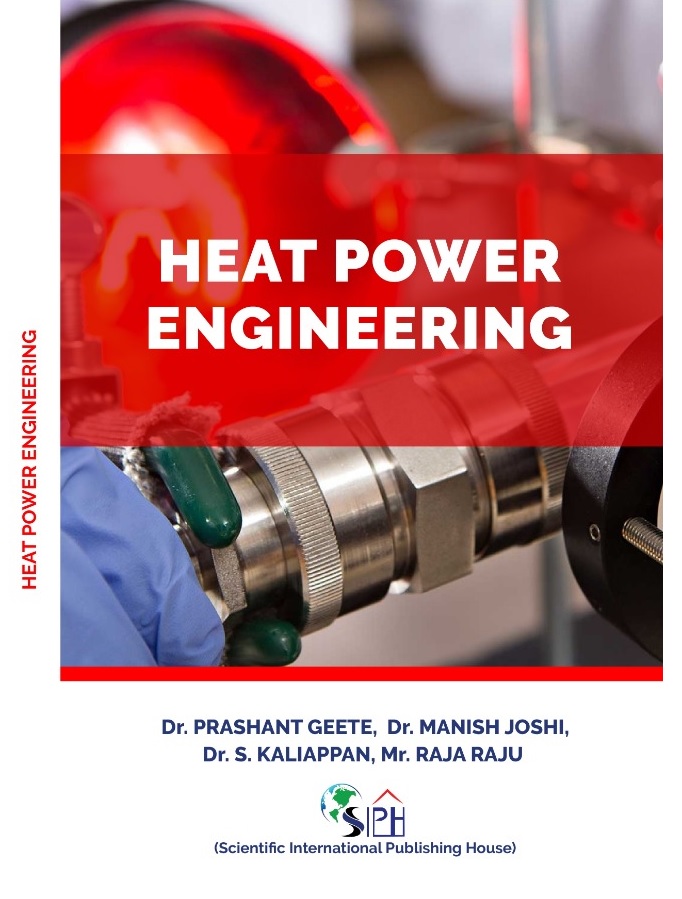 HEAT POWER ENGINEERING
HEAT POWER
ENGINEERING
Dr. PRASHANT GEETE, Dr. MANISH JOSHI,
Dr. S. KALIAPPAN, Mr. RAJA RAJU
SIPH
(Scientific International Publishing House)